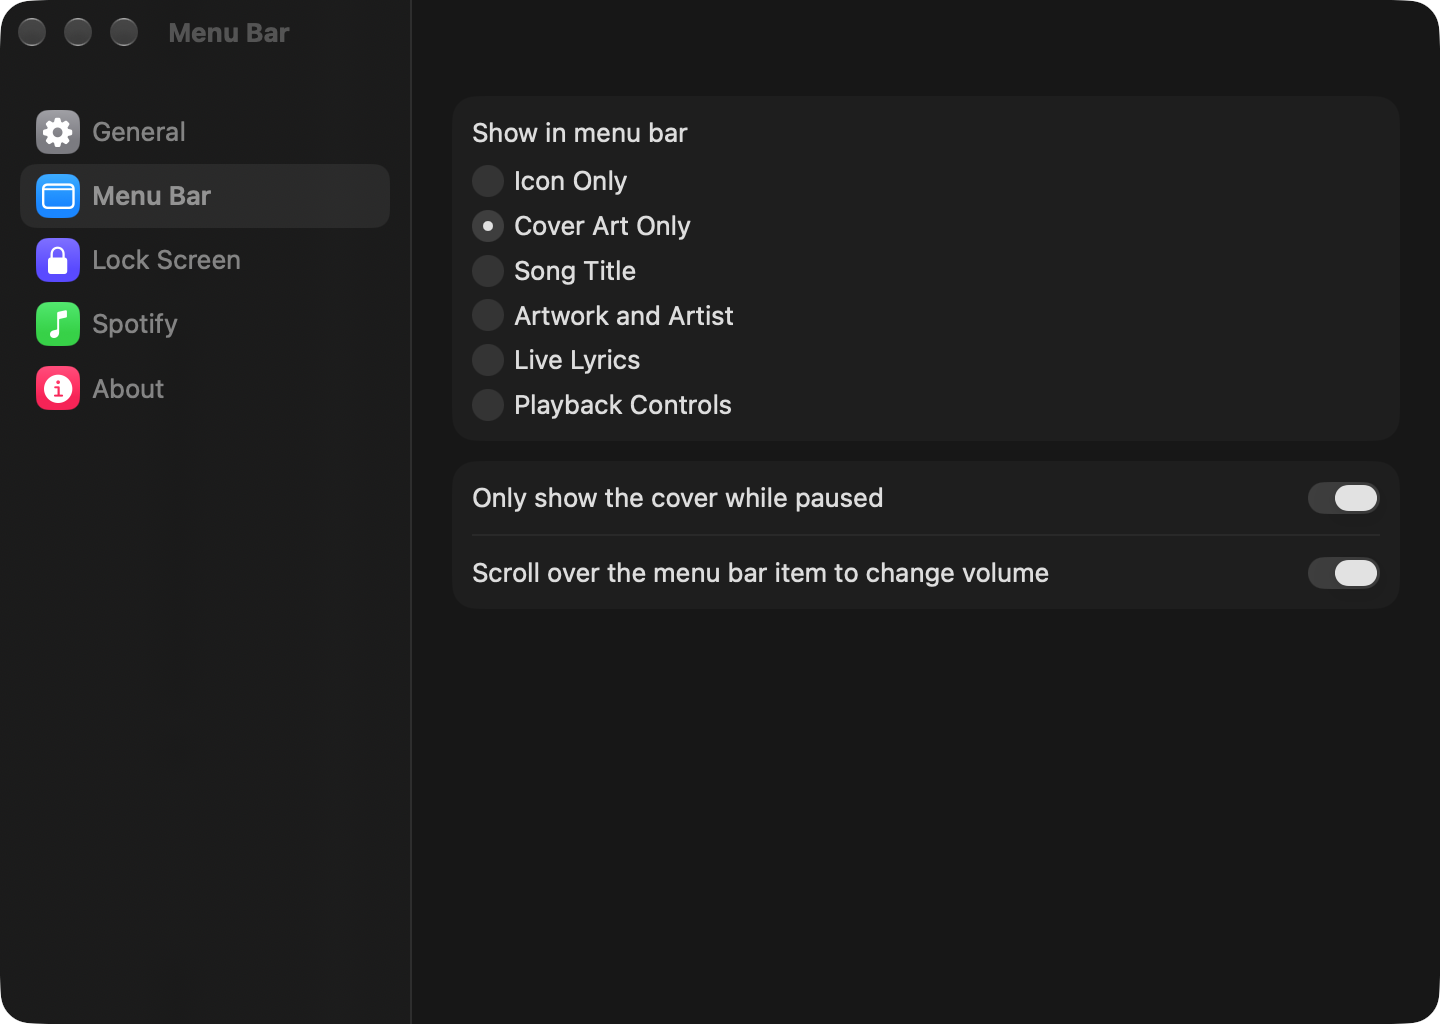 Menu Bar
General
Menu Bar
Lock Screen
Spotify
About
Show in menu bar
Icon Only
Cover Art Only
Song Title
Artwork and Artist
Live Lyrics
Playback Controls
Only show the cover while paused
Scroll over the menu bar item to change volume